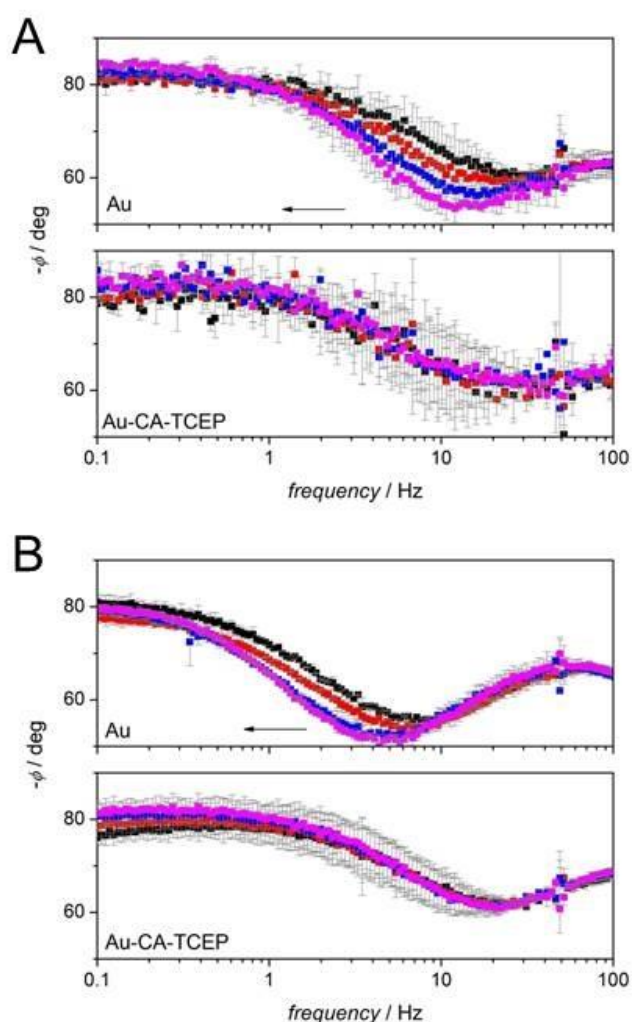 A
80
60
Au
-ϕ / deg
80
60
Au-CA-TCEP
0.1 1 10 100
frequency / Hz
B
80
60
Au
-ϕ / deg
80
60
Au-CA-TCEP
0.1 1 10 100
frequency / Hz